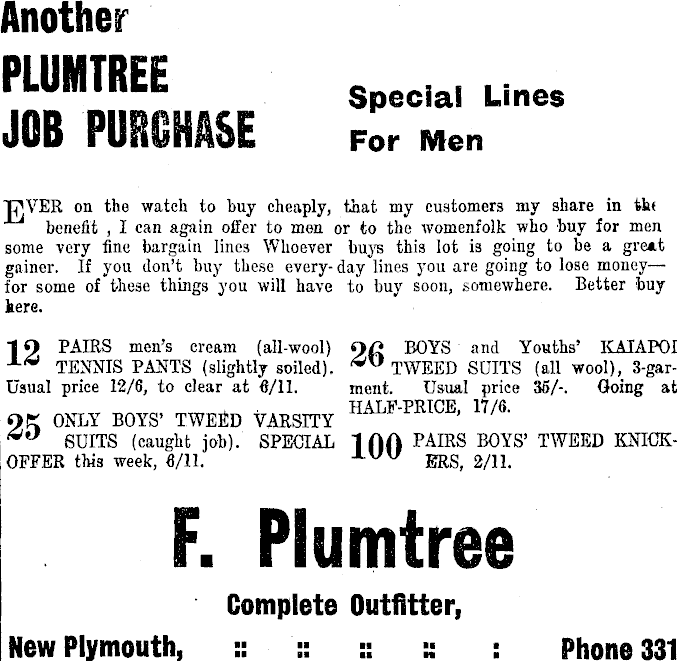 Another
PLUMTREE
JOB PURCHASE
Special Lines
For Men
EVER on the watch to buy cheaply, that my customers my share in the
benefit , I can again offer to men or to the womenfolk who buy for men
some very fine bargain lines Whoever buys this lot is going to be a great
gainer. If you don't buy these every-day lines you are going to lose money—
for some of these things you will have to buy soon, somewhere. Better buy
here.
12 PAIRS men's cream (all-wool)
TENNIS PANTS (slightly soiled).
Usual price 12/6, to clear at 6/11.
25 ONLY BOYS' TWEED VARSITY
SUITS (caught job). SPECIAL
OFFER this week, 6/11.
26 BOYS and Youths' KAIAPOI
TWEED SUITS (all wool), 3-gar-
ment. Usual price 35/-. Going at
HALF-PRICE, 17/6.
100 PAIRS BOYS' TWEED KNICK-
ERS, 2/11.
F. Plumtree
Complete Outfitter,
New Plymouth, :: :: :: :: : Phone 331